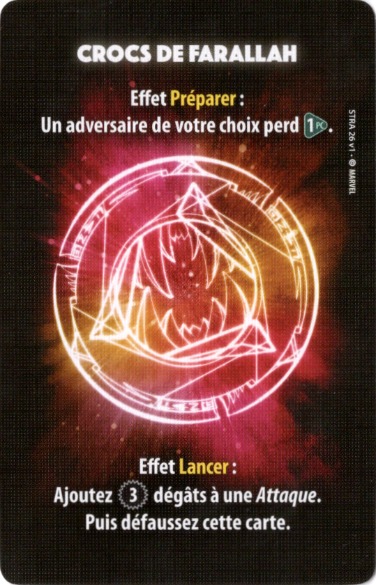 CROCS DE FARALLAH
Effet Préparer :
Un adversaire de votre choix perd 1 PC.
STRA 26 v1 - © MARVEL
Effet Lancer :
Ajoutez 3 dégâts à une Attaque.
Puis défaussez cette carte.